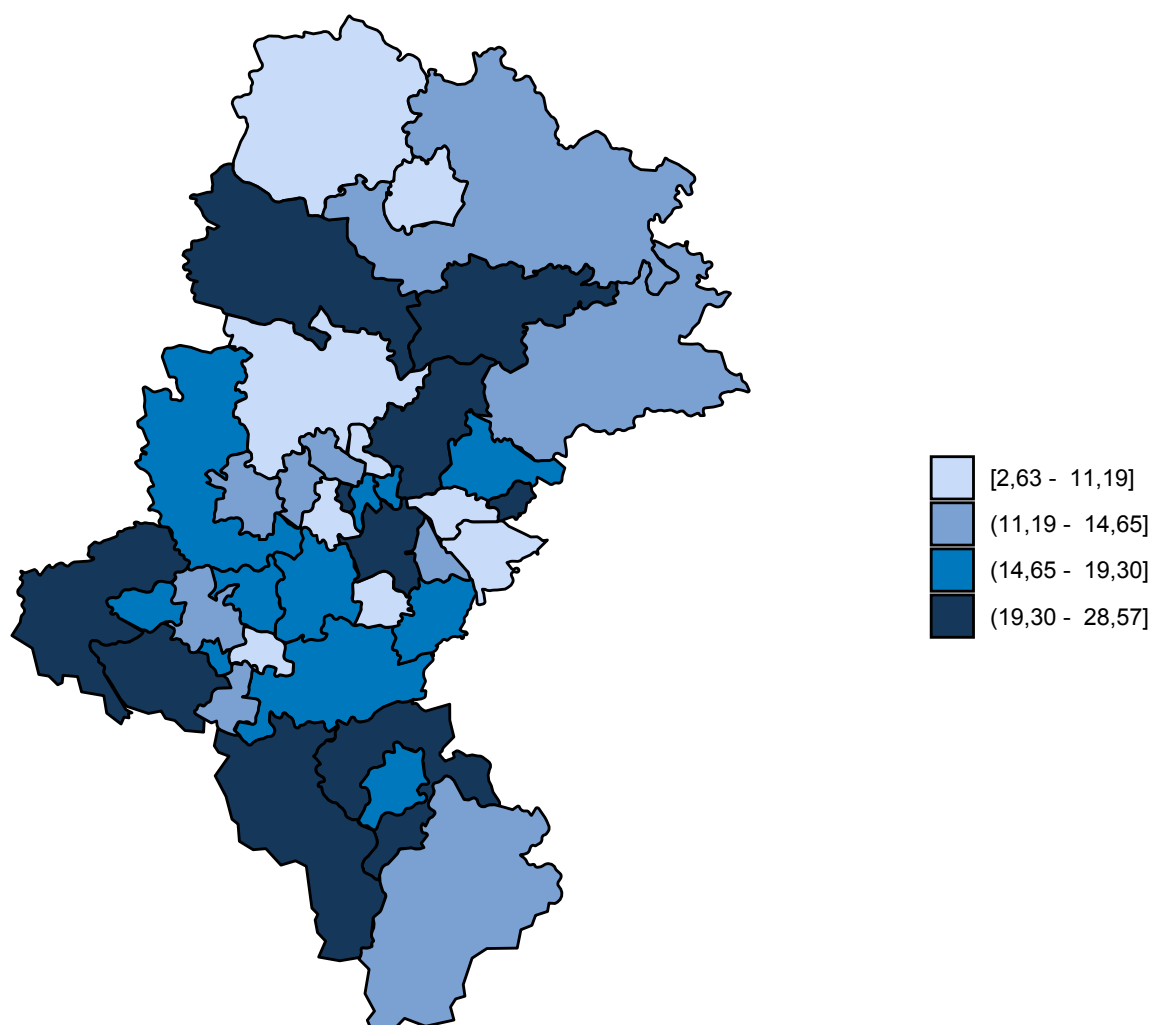 [2,63 - 11,19]
(11,19 - 14,65]
(14,65 - 19,30]
(19,30 - 28,57]